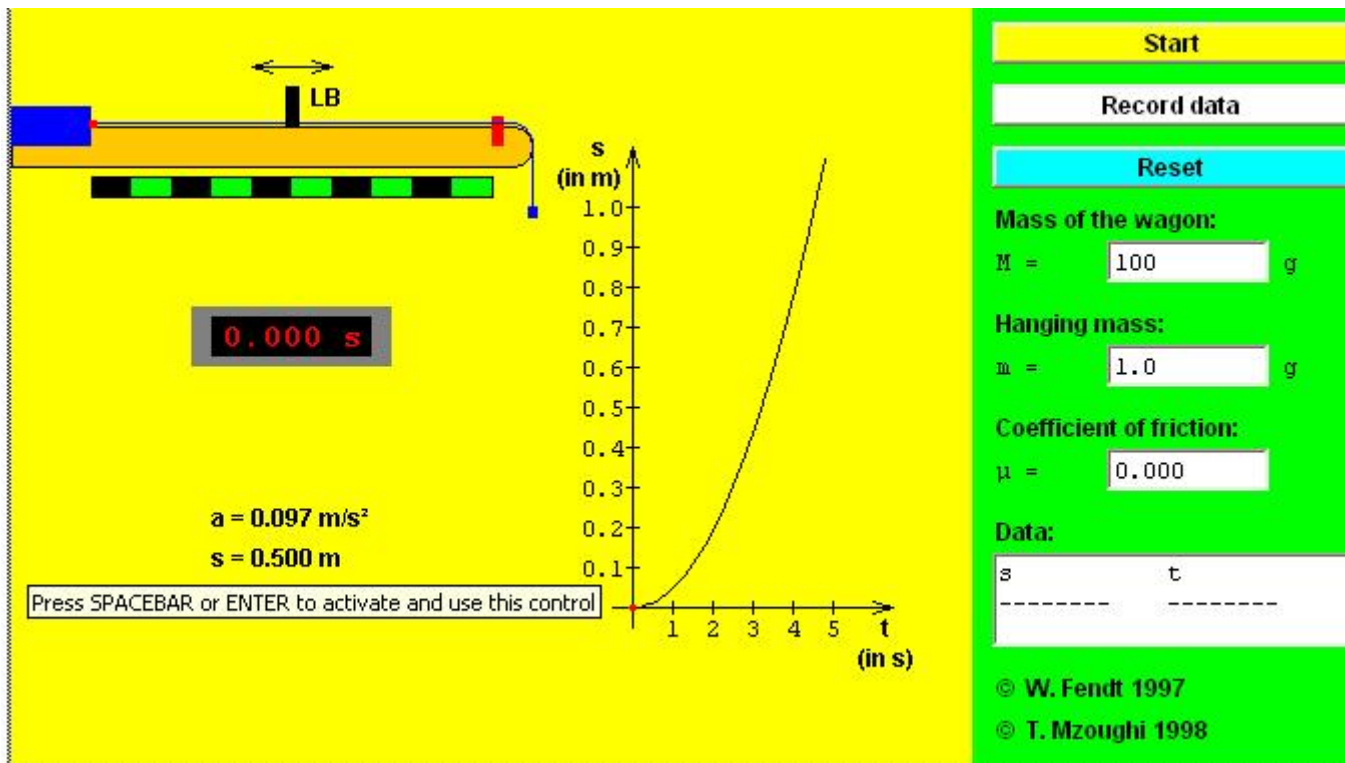 LB
0.000 s
a = 0.097 m/s²
s = 0.500 m
Press SPACEBAR or ENTER to activate and use this control
s
(in m)
1.0
0.9
0.8
0.7
0.6
0.5
0.4
0.3
0.2
0.1
1 2 3 4 5 t
(in s)
Start
Record data
Reset
Mass of the wagon:
M = 100 g
Hanging mass:
m = 1.0 g
Coefficient of friction:
µ = 0.000
Data:
s t
-------- --------
© W. Fendt 1997
© T. Mzoughi 1998